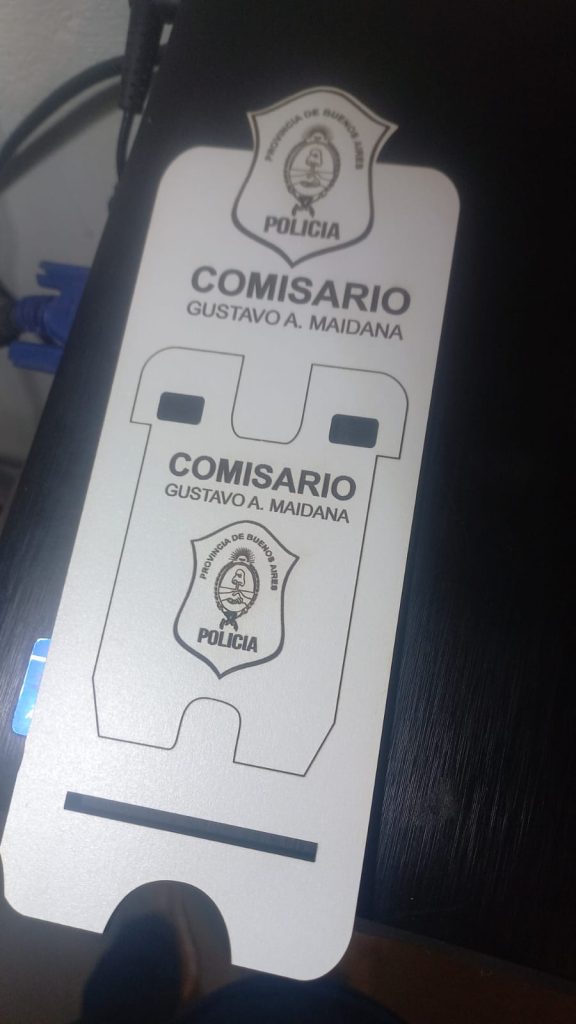 PROVINCIA DE BUENOS AIRES
POLICIA
COMISARIO
GUSTAVO A. MAIDANA
COMISARIO
GUSTAVO A. MAIDANA
PROVINCIA DE BUENOS AIRES
POLICIA